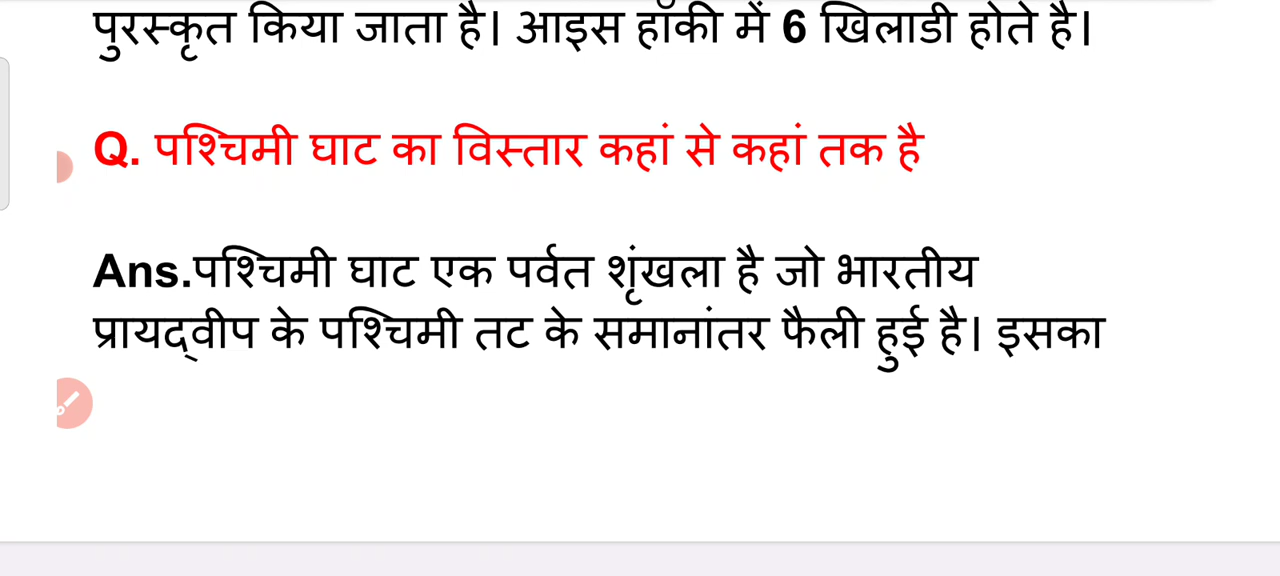 पुरस्कृत किया जाता है। आइस हॉकी में 6 खिलाडी होते है।
Q. पश्चिमी घाट का विस्तार कहां से कहां तक है
Ans.पश्चिमी घाट एक पर्वत शृंखला है जो भारतीय
प्रायद्वीप के पश्चिमी तट के समानांतर फैली हुई है। इसका